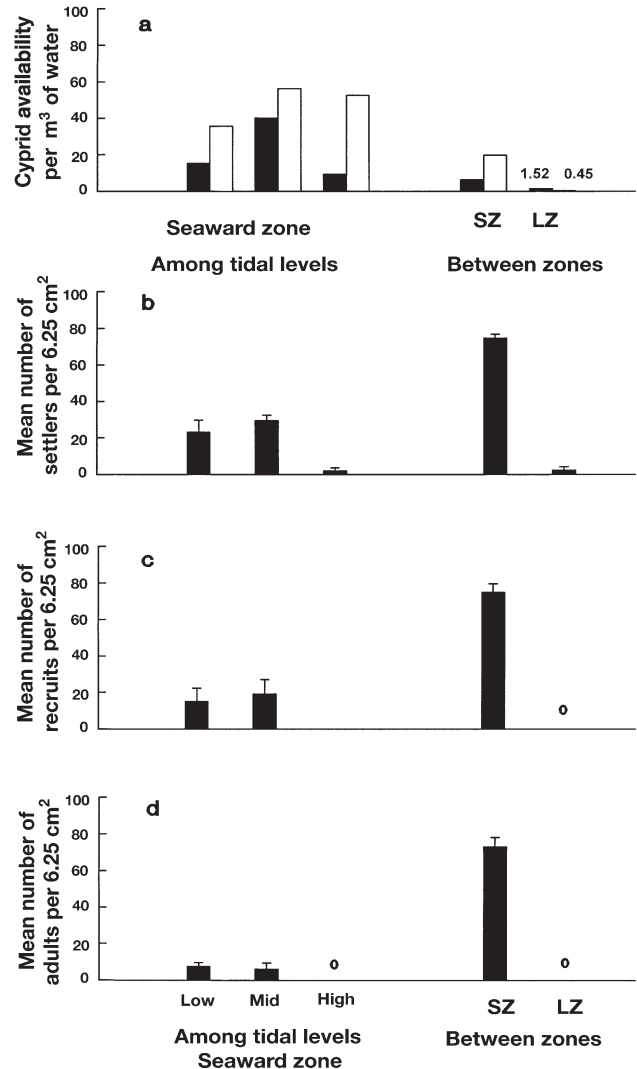 a
Cyprid availability
per m³ of water
100
80
60
40
20
0
1.52 0.45
SZ LZ
Seaward zone
Among tidal levels Between zones
b
Mean number of
settlers per 6.25 cm²
100
80
60
40
20
0
c
Mean number of
recruits per 6.25 cm²
100
80
60
40
20
0
0
d
Mean number of
adults per 6.25 cm²
100
80
60
40
20
0
0 0
Low Mid High SZ LZ
Among tidal levels Between zones
Seaward zone